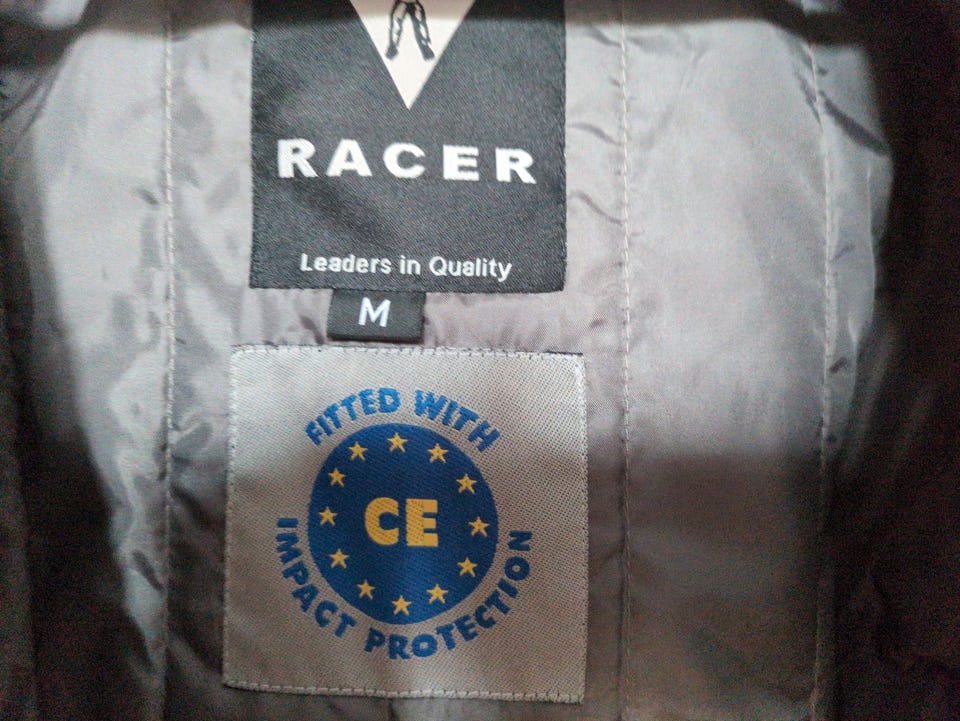 RACER
Leaders in Quality
M
FITTED WITH
CE
IMPACT PROTECTION